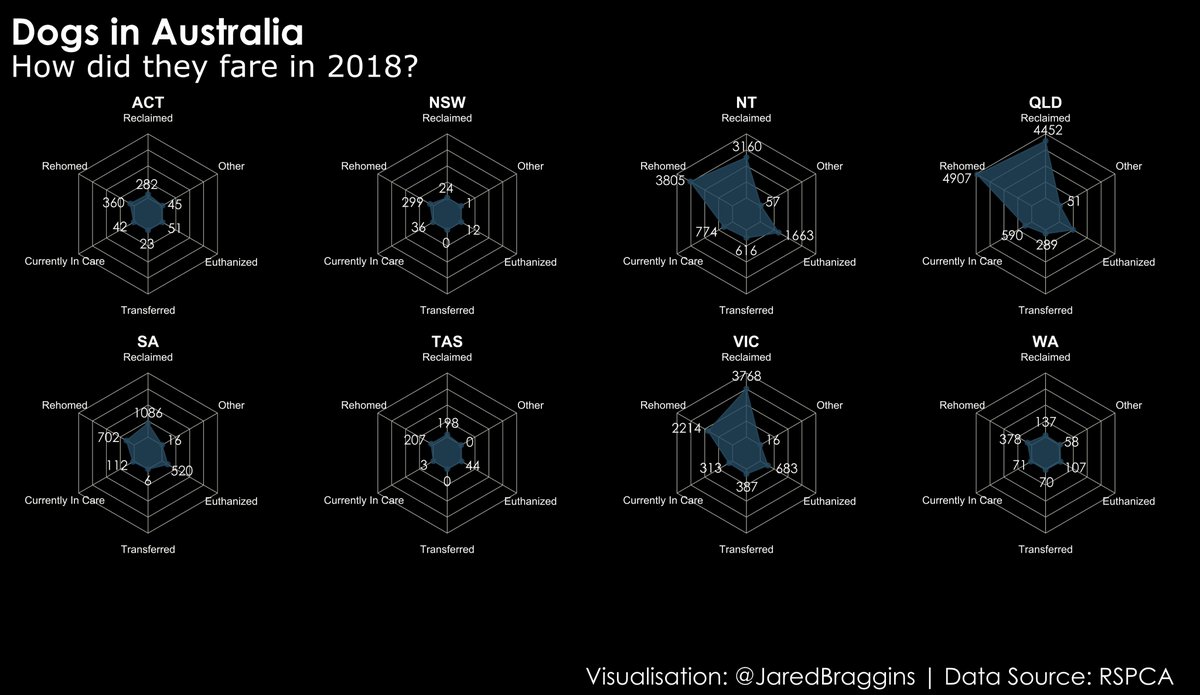 Dogs in Australia
How did they fare in 2018?
ACT
Reclaimed
Rehomed
Other
282
360
45
42
51
23
Currently In Care
Euthanized
Transferred
NSW
Reclaimed
Rehomed
Other
24
299
1
36
12
0
Currently In Care
Euthanized
Transferred
NT
Reclaimed
3160
Rehomed
Other
3805
57
774
1663
616
Currently In Care
Euthanized
Transferred
QLD
Reclaimed
4452
Rehomed
Other
4907
51
590
289
Currently In Care
Euthanized
Transferred
SA
Reclaimed
Rehomed
Other
1086
702
16
112
520
6
Currently In Care
Euthanized
Transferred
TAS
Reclaimed
Rehomed
Other
198
207
0
3
44
0
Currently In Care
Euthanized
Transferred
VIC
Reclaimed
3768
Rehomed
Other
2214
16
313
683
387
Currently In Care
Euthanized
Transferred
WA
Reclaimed
Rehomed
Other
137
378
58
71
107
70
Currently In Care
Euthanized
Transferred
Visualisation: @JaredBraggins | Data Source: RSPCA